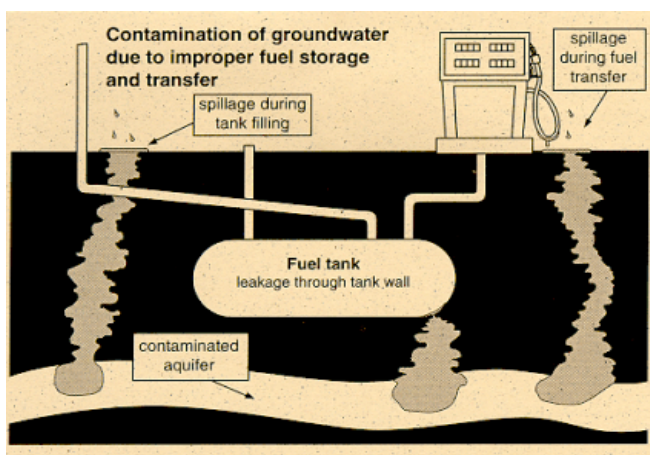 Contamination of groundwater
due to improper fuel storage
and transfer
spillage
during fuel
transfer
spillage during
tank filling
Fuel tank
leakage through tank wall
contaminated
aquifer